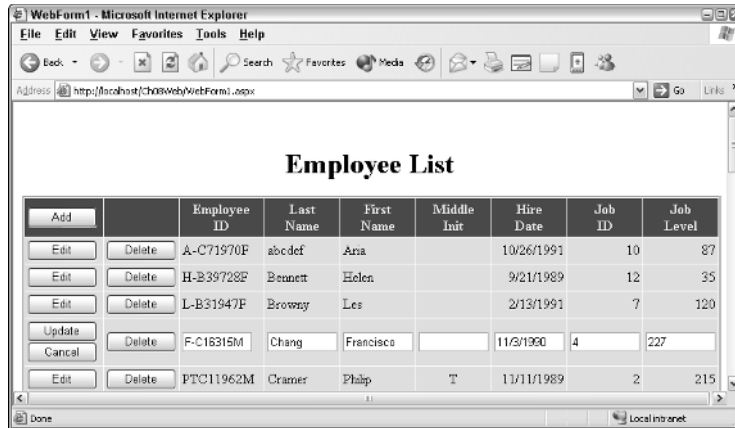 WebForm1 - Microsoft Internet Explorer
File Edit View Favorites Tools Help
Back Search Favorites Media
Address http://localhost/Ch08Web/WebForm1.aspx Go Links
Employee List
Add Employee ID Last Name First Name Middle Init Hire Date Job ID Job Level
Edit Delete A-C71970F abcdef Aria 10/26/1991 10 87
Edit Delete H-B39728F Bennett Helen 9/21/1989 12 35
Edit Delete L-B31947F Browny Les 2/13/1991 7 120
Update Cancel Delete F-C16315M Chang Francisco 11/3/1990 4 227
Edit Delete PTC11962M Cramer Philip T 11/11/1989 2 215
Done Local intranet